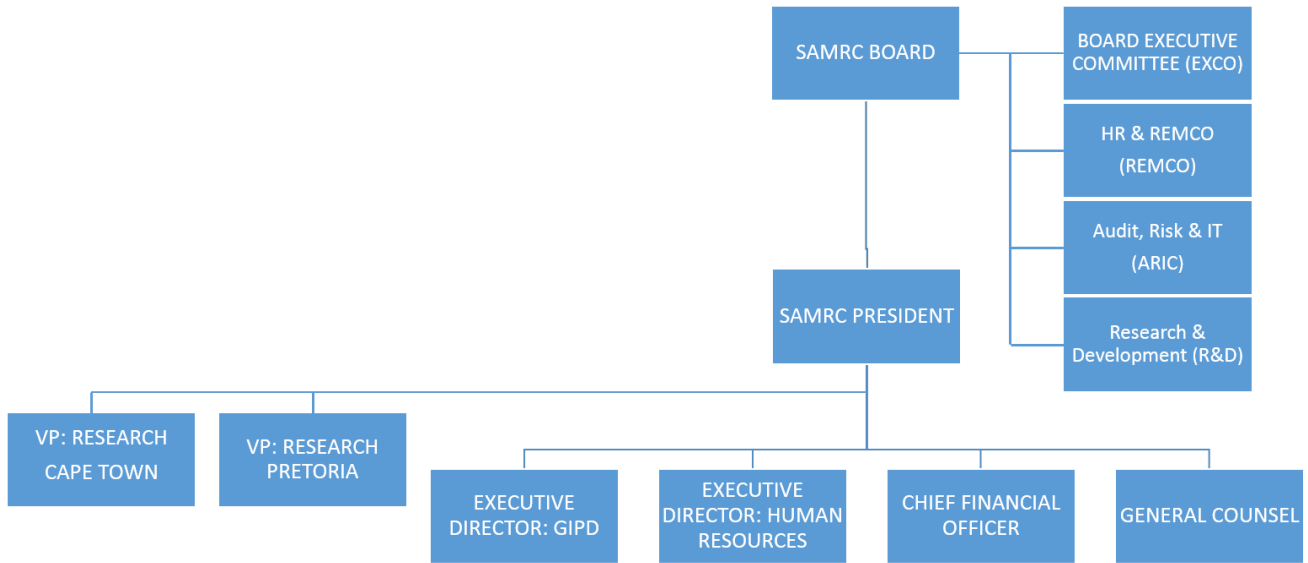 SAMRC BOARD
BOARD EXECUTIVE
COMMITTEE (EXCO)
HR & REMCO
(REMCO)
Audit, Risk & IT
(ARIC)
SAMRC PRESIDENT
Research &
Development (R&D)
VP: RESEARCH
CAPE TOWN
VP: RESEARCH
PRETORIA
EXECUTIVE
DIRECTOR: GIPD
EXECUTIVE
DIRECTOR: HUMAN
RESOURCES
CHIEF FINANCIAL
OFFICER
GENERAL COUNSEL